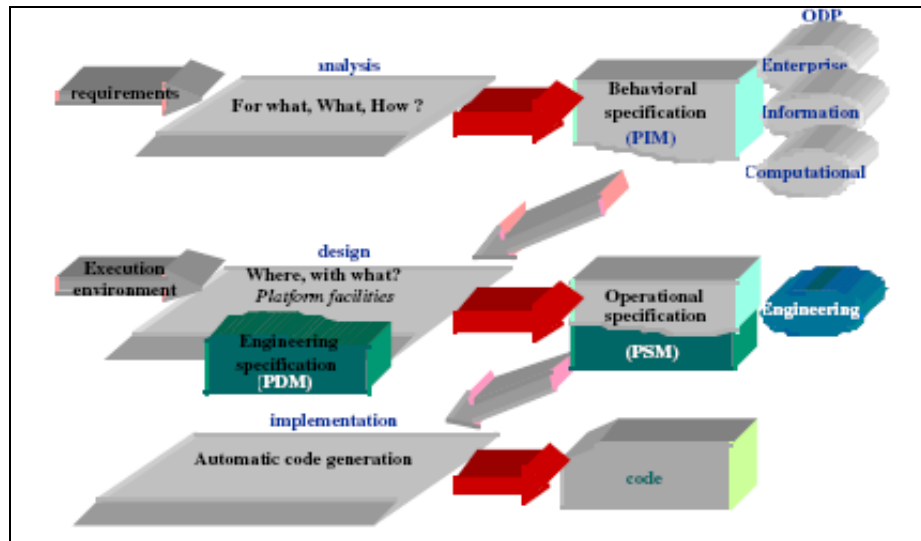 ODP
analysis
Enterprise
requirements
For what, What, How ?
Behavioral
specification
(PIM)
Information
Computational
design
Execution
environment
Where, with what?
Platform facilities
Operational
specification
Engineering
Engineering
specification
(PDM)
(PSM)
implementation
Automatic code generation
code